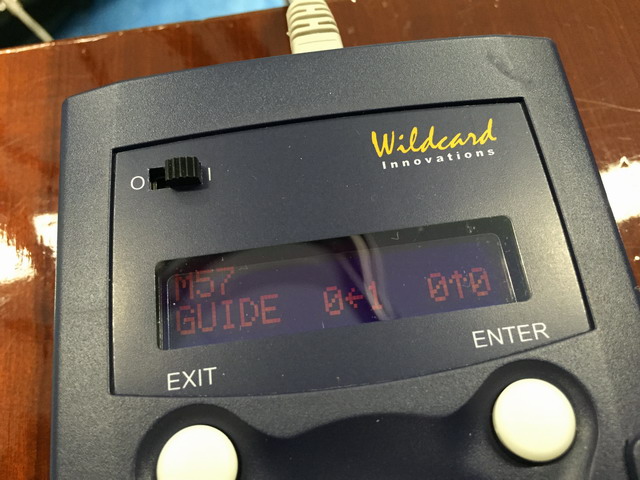 Wildcard
Innovations
O I
M57
GUIDE 0←1 0↑0
EXIT ENTER